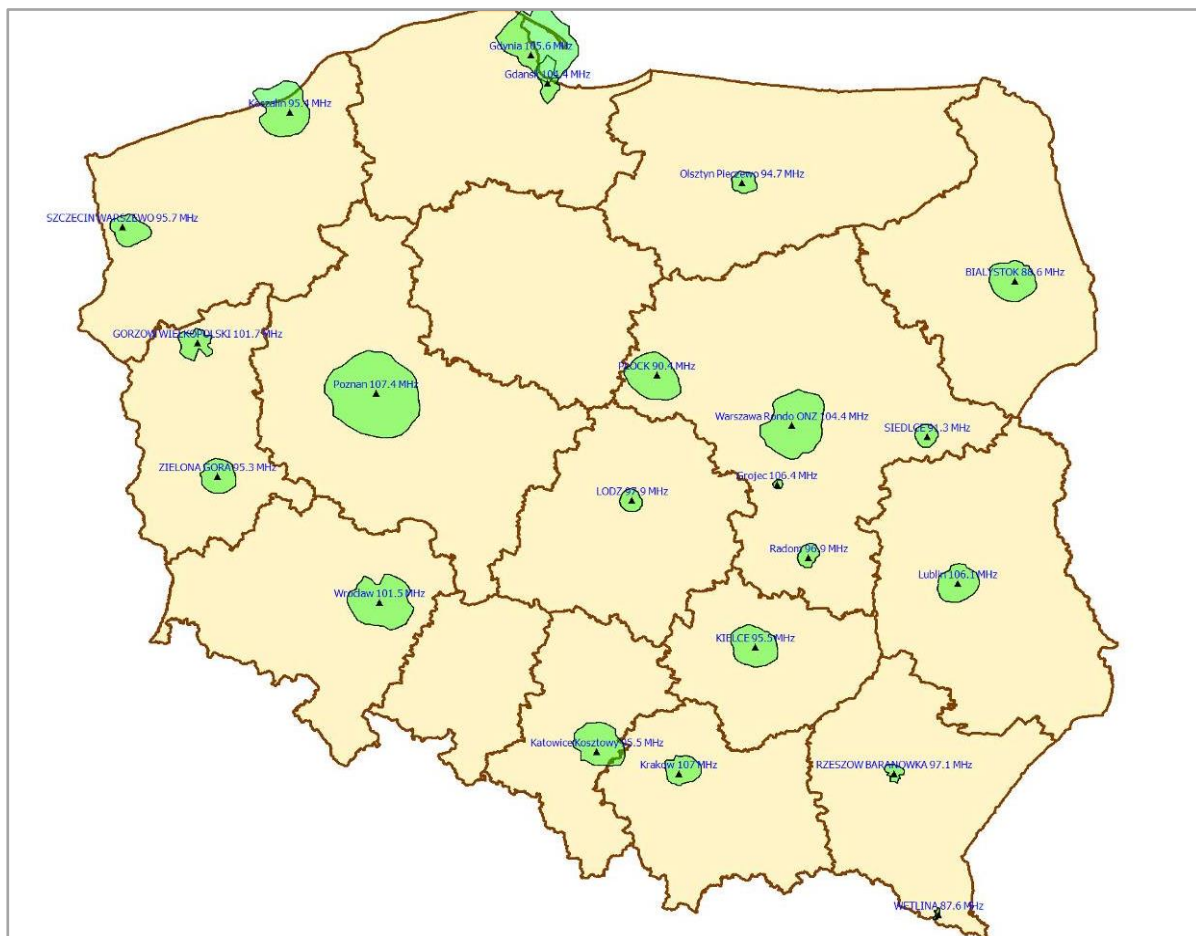 Gdynia 105.6 MHz
Gdansk 104.4 MHz
Koszalin 95.4 MHz
Olsztyn Pieczewo 94.7 MHz
SZCZECIN WARSZEWO 95.7 MHz
BIALYSTOK 88.6 MHz
GORZOW WIELKOPOLSKI 101.7 MHz
PŁOCK 90.4 MHz
Poznan 107.4 MHz
Warszawa Rondo ONZ 104.4 MHz
SIEDLCE 91.3 MHz
ZIELONA GORA 95.3 MHz
Grojec 106.4 MHz
LODZ 97.9 MHz
Radom 96.9 MHz
Lublin 106.1 MHz
Wrocław 101.5 MHz
KIELCE 95.5 MHz
Katowice Kosztowy 95.5 MHz
Kraków 107 MHz
RZESZOW BARANOWKA 97.1 MHz
WETLINA 87.6 MHz